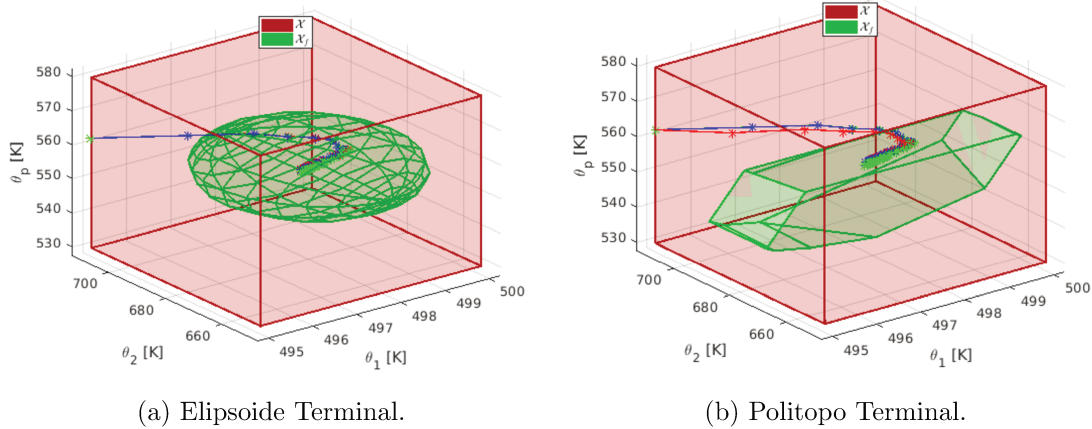 𝒳
𝒳f
580
570
560
550
540
530
θp [K]
700
680
660
θ2 [K]
495
496
497
498
499
500
θ1 [K]
(a) Elipsoide Terminal.
𝒳
𝒳f
580
570
560
550
540
530
θp [K]
700
680
660
θ2 [K]
495
496
497
498
499
500
θ1 [K]
(b) Politopo Terminal.